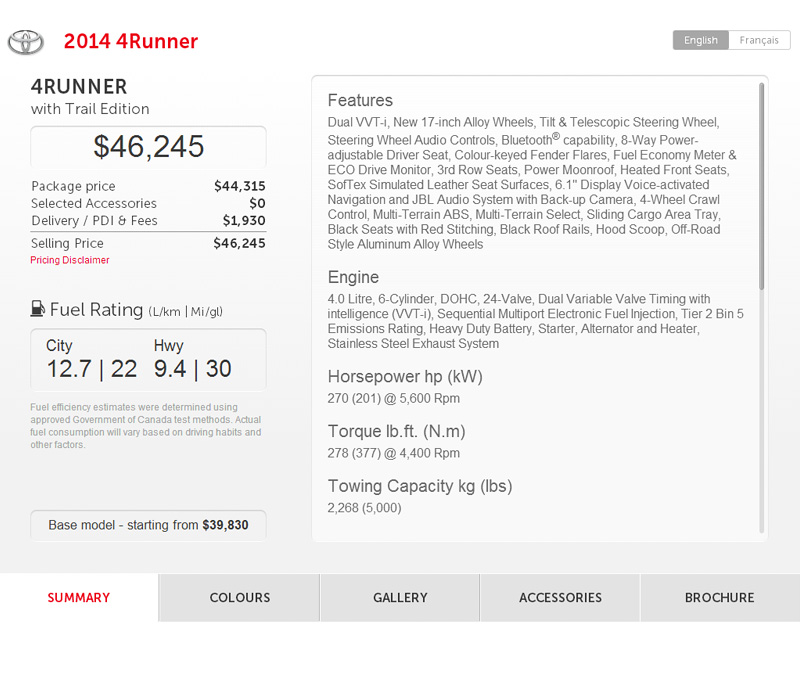 2014 4Runner
English
Français
4RUNNER
with Trail Edition
$46,245
Package price $44,315
Selected Accessories $0
Delivery / PDI & Fees $1,930
Selling Price $46,245
Pricing Disclaimer
Fuel Rating (L/km | Mi/gl)
City Hwy
12.7 | 22 9.4 | 30
Fuel efficiency estimates were determined using
approved Government of Canada test methods. Actual
fuel consumption will vary based on driving habits and
other factors.
Base model - starting from $39,830
Features
Dual VVT-i, New 17-inch Alloy Wheels, Tilt & Telescopic Steering Wheel,
Steering Wheel Audio Controls, Bluetooth® capability, 8-Way Power-
adjustable Driver Seat, Colour-keyed Fender Flares, Fuel Economy Meter &
ECO Drive Monitor, 3rd Row Seats, Power Moonroof, Heated Front Seats,
SofTex Simulated Leather Seat Surfaces, 6.1" Display Voice-activated
Navigation and JBL Audio System with Back-up Camera, 4-Wheel Crawl
Control, Multi-Terrain ABS, Multi-Terrain Select, Sliding Cargo Area Tray,
Black Seats with Red Stitching, Black Roof Rails, Hood Scoop, Off-Road
Style Aluminum Alloy Wheels
Engine
4.0 Litre, 6-Cylinder, DOHC, 24-Valve, Dual Variable Valve Timing with
intelligence (VVT-i), Sequential Multiport Electronic Fuel Injection, Tier 2 Bin 5
Emissions Rating, Heavy Duty Battery, Starter, Alternator and Heater,
Stainless Steel Exhaust System
Horsepower hp (kW)
270 (201) @ 5,600 Rpm
Torque lb.ft. (N.m)
278 (377) @ 4,400 Rpm
Towing Capacity kg (lbs)
2,268 (5,000)
SUMMARY
COLOURS
GALLERY
ACCESSORIES
BROCHURE